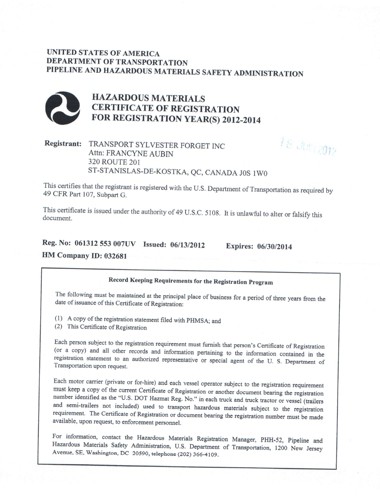 UNITED STATES OF AMERICA
DEPARTMENT OF TRANSPORTATION
PIPELINE AND HAZARDOUS MATERIALS SAFETY ADMINISTRATION
HAZARDOUS MATERIALS
CERTIFICATE OF REGISTRATION
FOR REGISTRATION YEAR(S) 2012-2014
Registrant: TRANSPORT SYLVESTER FORGET INC
Attn: FRANCYNE AUBIN
320 ROUTE 201
ST-STANISLAS-DE-KOSTKA, QC, CANADA J0S 1W0
This certifies that the registrant is registered with the U.S. Department of Transportation as required by
49 CFR Part 107, Subpart G.
This certificate is issued under the authority of 49 U.S.C. 5108. It is unlawful to alter or falsify this
document.
Reg. No: 061312 553 007UV Issued: 06/13/2012 Expires: 06/30/2014
HM Company ID: 032681
Record Keeping Requirements for the Registration Program
The following must be maintained at the principal place of business for a period of three years from the
date of issuance of this Certificate of Registration:
(1) A copy of the registration statement filed with PHMSA; and
(2) This Certificate of Registration
Each person subject to the registration requirement must furnish that person's Certificate of Registration
(or a copy) and all other records and information pertaining to the information contained in the
registration statement to an authorized representative or special agent of the U. S. Department of
Transportation upon request.
Each motor carrier (private or for-hire) and each vessel operator subject to the registration requirement
must keep a copy of the current Certificate of Registration or another document bearing the registration
number identified as the "U.S. DOT Hazmat Reg. No." in each truck and truck tractor or vessel (trailers
and semi-trailers not included) used to transport hazardous materials subject to the registration
requirement. The Certificate of Registration or document bearing the registration number must be made
available, upon request, to enforcement personnel.
For information, contact the Hazardous Materials Registration Manager, PHH-52, Pipeline and
Hazardous Materials Safety Administration, U.S. Department of Transportation, 1200 New Jersey
Avenue, SE, Washington, DC 20590, telephone (202) 366-4109.